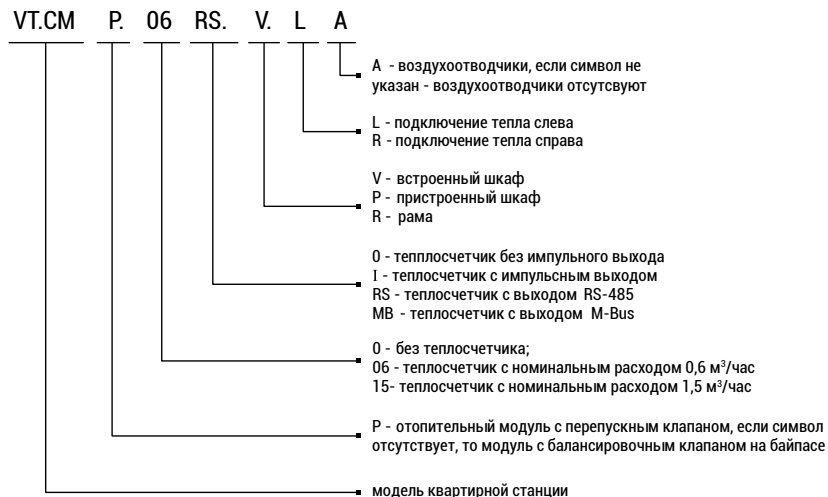 VT.CM P. 06 RS. V. L A
A - воздухоотводчики, если символ не
указан - воздухоотводчики отсутсвуют
L - подключение тепла слева
R - подключение тепла справа
V - встроенный шкаф
P - пристроенный шкаф
R - рама
0 - тепплосчетчик без импульного выхода
I - теплосчетчик с импульсным выходом
RS - теплосчетчик с выходом RS-485
MB - теплосчетчик с выходом M-Bus
0 - без теплосчетчика;
06 - теплосчетчик с номинальным расходом 0,6 м³/час
15- теплосчетчик с номинальным расходом 1,5 м³/час
P - отопительный модуль с перепускным клапаном, если символ
отсутствует, то модуль с балансировочным клапаном на байпасе
модель квартирной станции